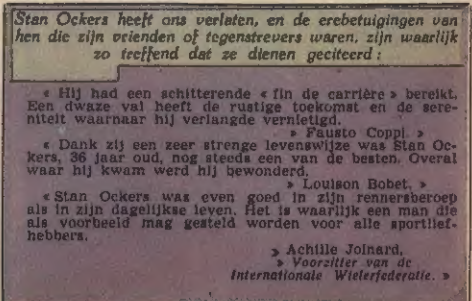 Stan Ockers heeft ons verlaten, en de erebetuigingen van
hen die zijn vrienden of tegenstrevers waren, zijn waarlijk
zo treffend dat ze dienen geciteerd :
« Hij had een schitterende « fin de carrière » bereikt.
Een dwaze val heeft de rustige toekomst en de sere-
niteit waarnaar hij verlangde vernietigd.
» Fausto Coppi. »
« Dank zij een zeer strenge levenswijze was Stan Oc-
kers, 36 jaar oud, nog steeds een van de besten. Overal
waar hij kwam werd hij bewonderd.
» Louison Bobet. »
« Stan Ockers was even goed in zijn rennersberoep
als in zijn dagelijkse leven. Het is waarlijk een man die
als voorbeeld mag gesteld worden voor alle sportlief-
hebbers.
» Achille Joinard,
» Voorzitter van de
Internationale Wielerfederatie. »